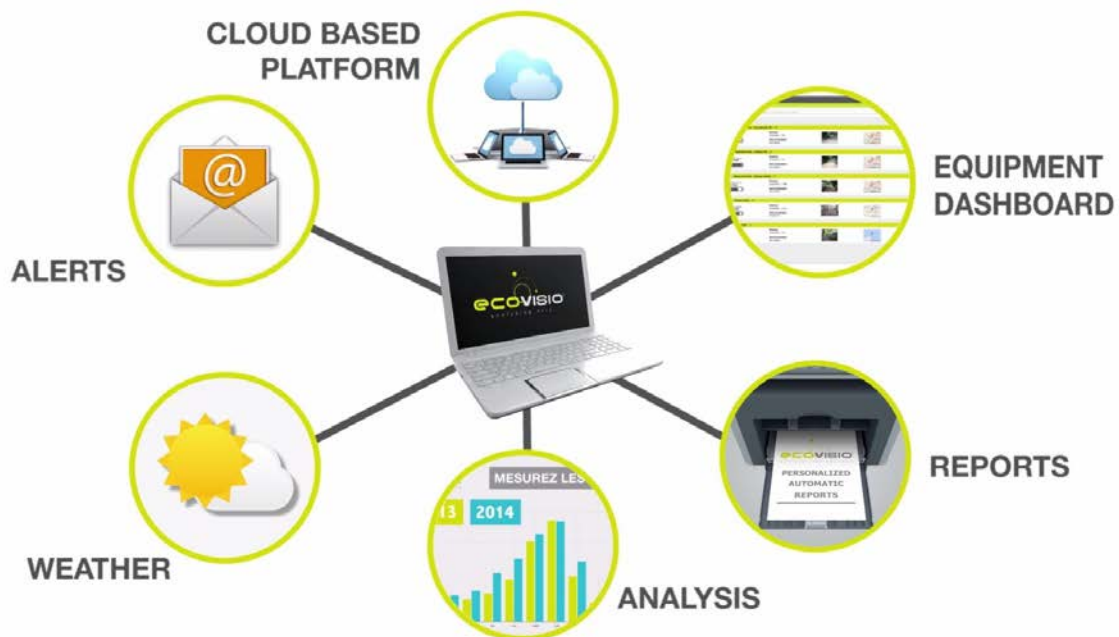 CLOUD BASED
PLATFORM
@
EQUIPMENT
DASHBOARD
ALERTS
ecovisio
ecovisio
PERSONALIZED
AUTOMATIC
REPORTS
REPORTS
WEATHER
MESUREZ LES
13 2014
ANALYSIS